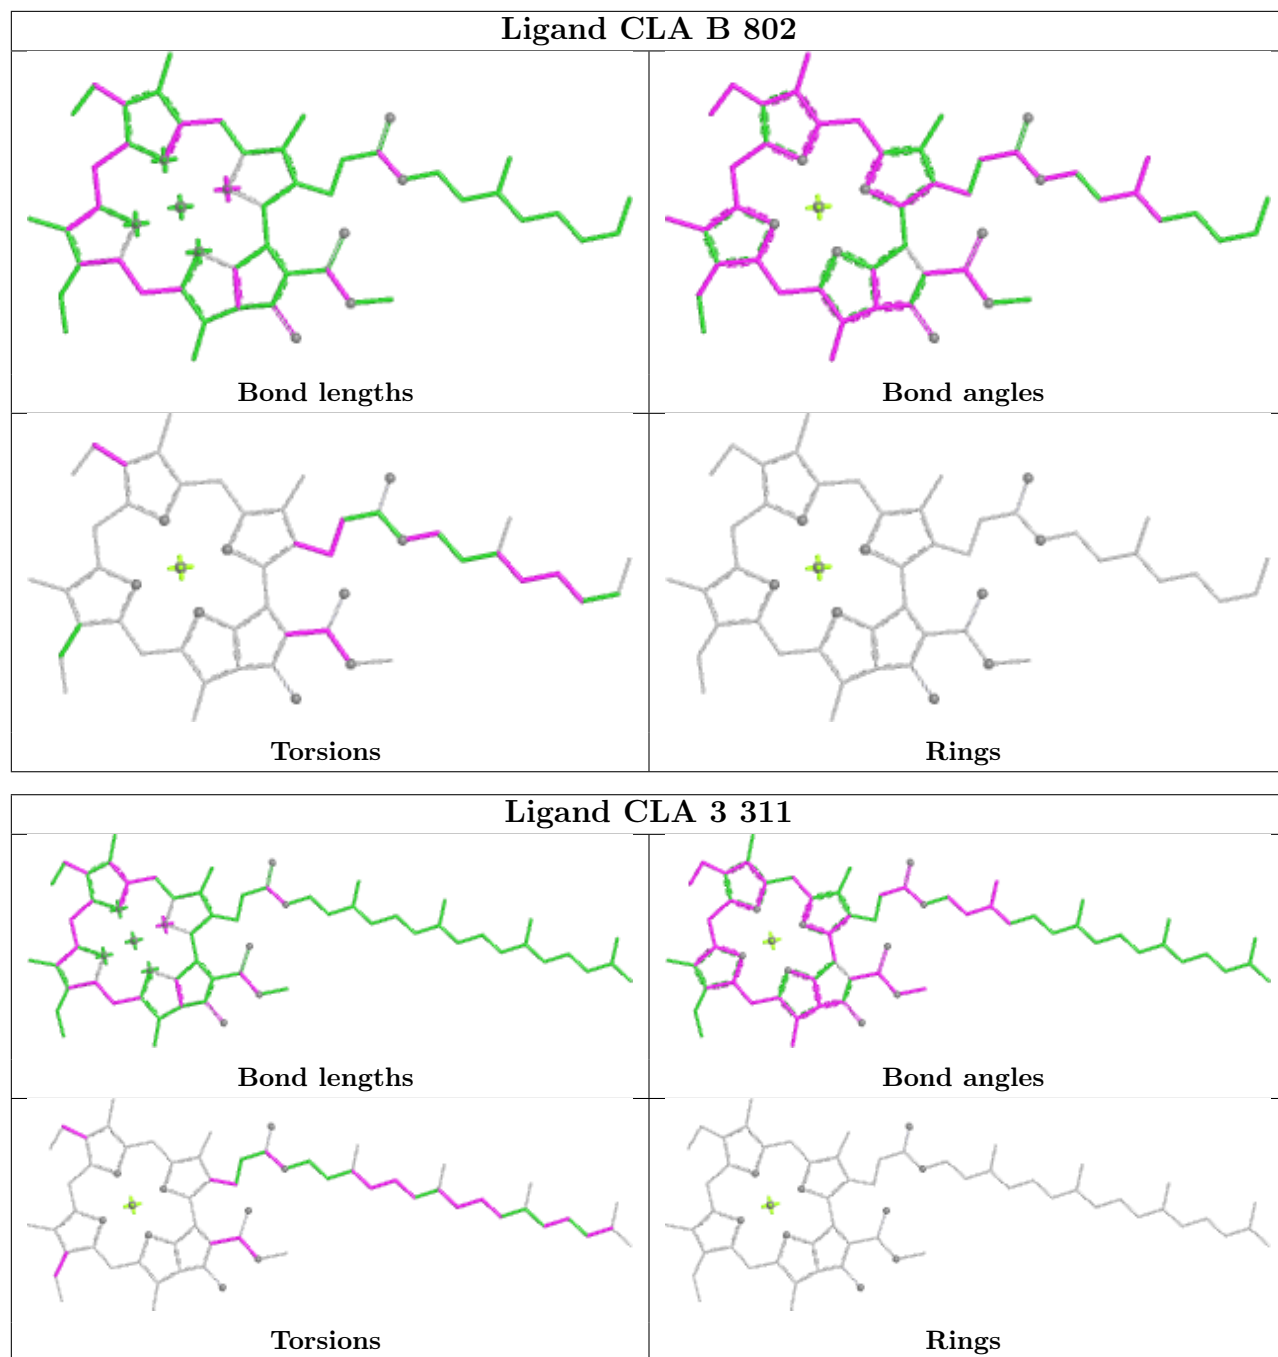 Ligand CLA B 802
Bond lengths
Bond angles
Torsions
Rings
Ligand CLA 3 311
Bond lengths
Bond angles
Torsions
Rings